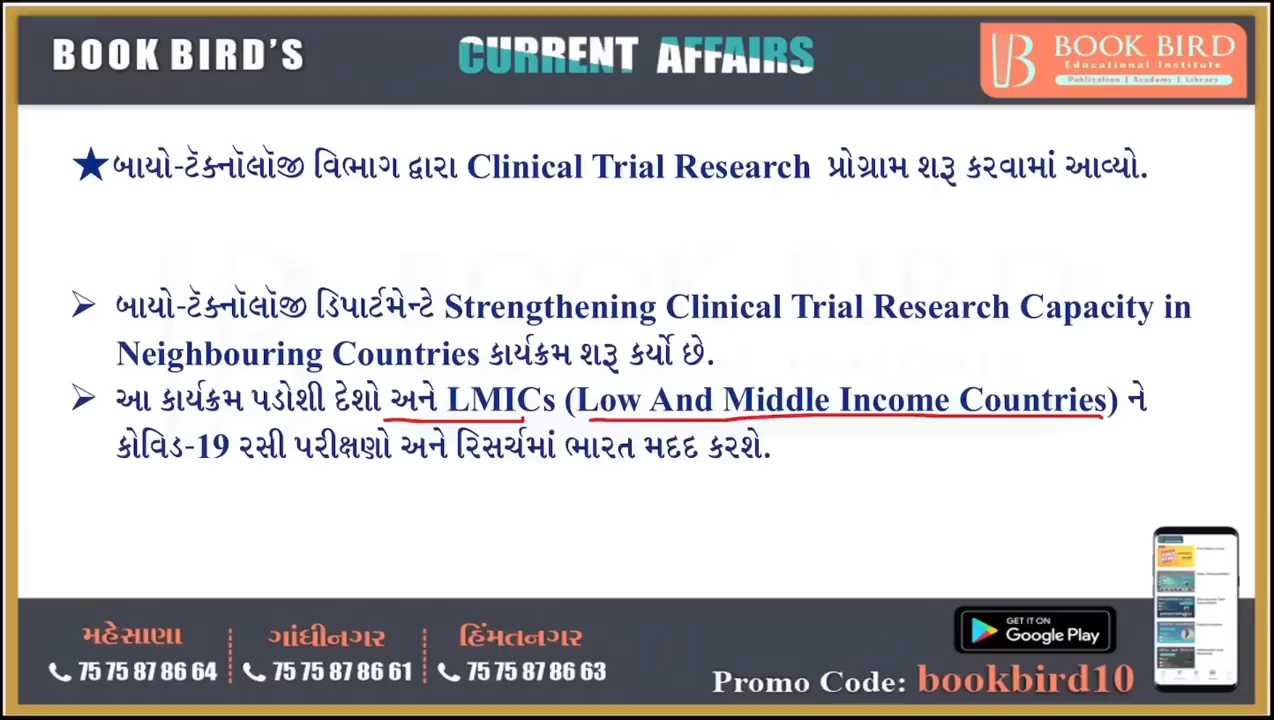 BOOK BIRD'S
CURRENT AFFAIRS
BOOK BIRD
Educational Institute
Publication | Academy | Library
★બાયો-ટૅક્નૉલૉજી વિભાગ દ્વારા Clinical Trial Research પ્રોગ્રામ શરૂ કરવામાં આવ્યો.
➢ બાયો-ટૅક્નૉલૉજી ડિપાર્ટમેન્ટે Strengthening Clinical Trial Research Capacity in
Neighbouring Countries કાર્યક્રમ શરૂ કર્યો છે.
➢ આ કાર્યક્રમ પડોશી દેશો અને LMICs (Low And Middle Income Countries) ને
કોવિડ-19 રસી પરીક્ષણો અને રિસર્ચમાં ભારત મદદ કરશે.
મહેસાણા
75 75 87 86 64
ગાંધીનગર
75 75 87 86 61
હિંમતનગર
75 75 87 86 63
GET IT ON
Google Play
Promo Code: bookbird10